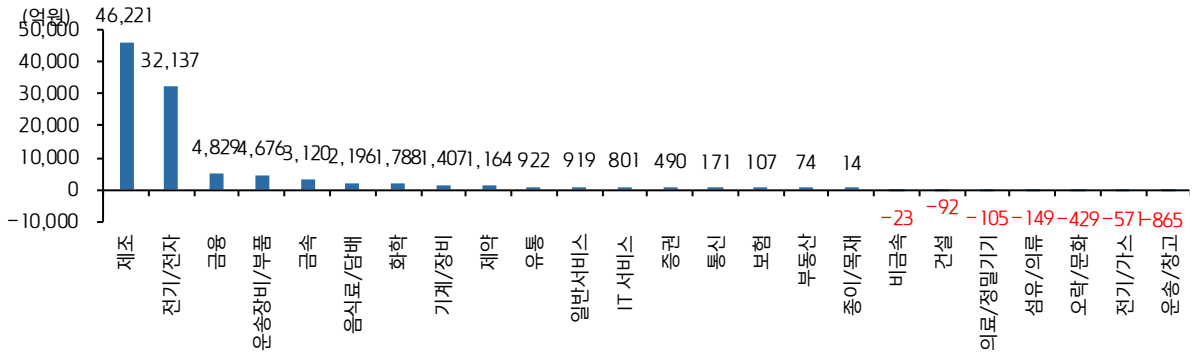 (억원)
50,000
40,000
30,000
20,000
10,000
0
-10,000
46,221
32,137
4,829
4,676
3,120
2,196
1,788
1,407
1,164
922
919
801
490
171
107
74
14
-23
-92
-105
-149
-429
-571
-865
제조
전기/전자
금융
운송장비/부품
금속
음식료/담배
화학
기계/장비
제약
유통
일반서비스
IT 서비스
증권
통신
보험
부동산
종이/목재
비금속
건설
의료/정밀기기
섬유/의류
오락/문화
전기/가스
운송/창고